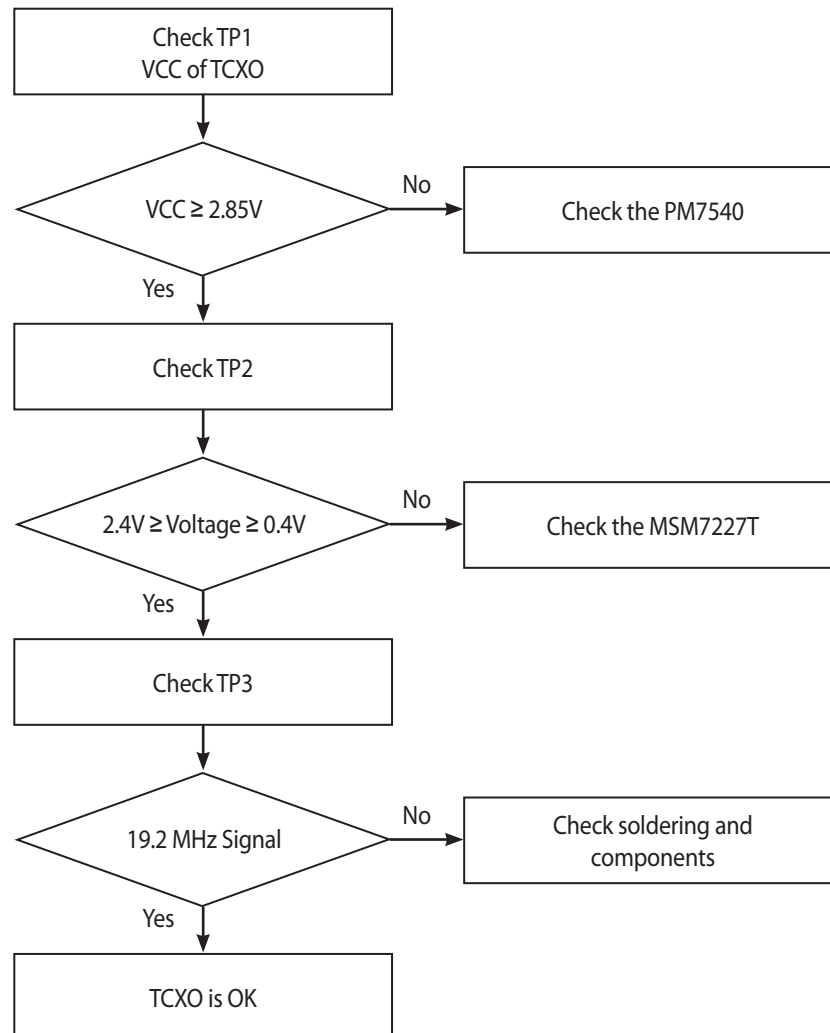 Check TP1
VCC of TCXO
VCC ≥ 2.85V
No
Check the PM7540
Yes
Check TP2
2.4V ≥ Voltage ≥ 0.4V
No
Check the MSM7227T
Yes
Check TP3
19.2 MHz Signal
No
Check soldering and
components
Yes
TCXO is OK